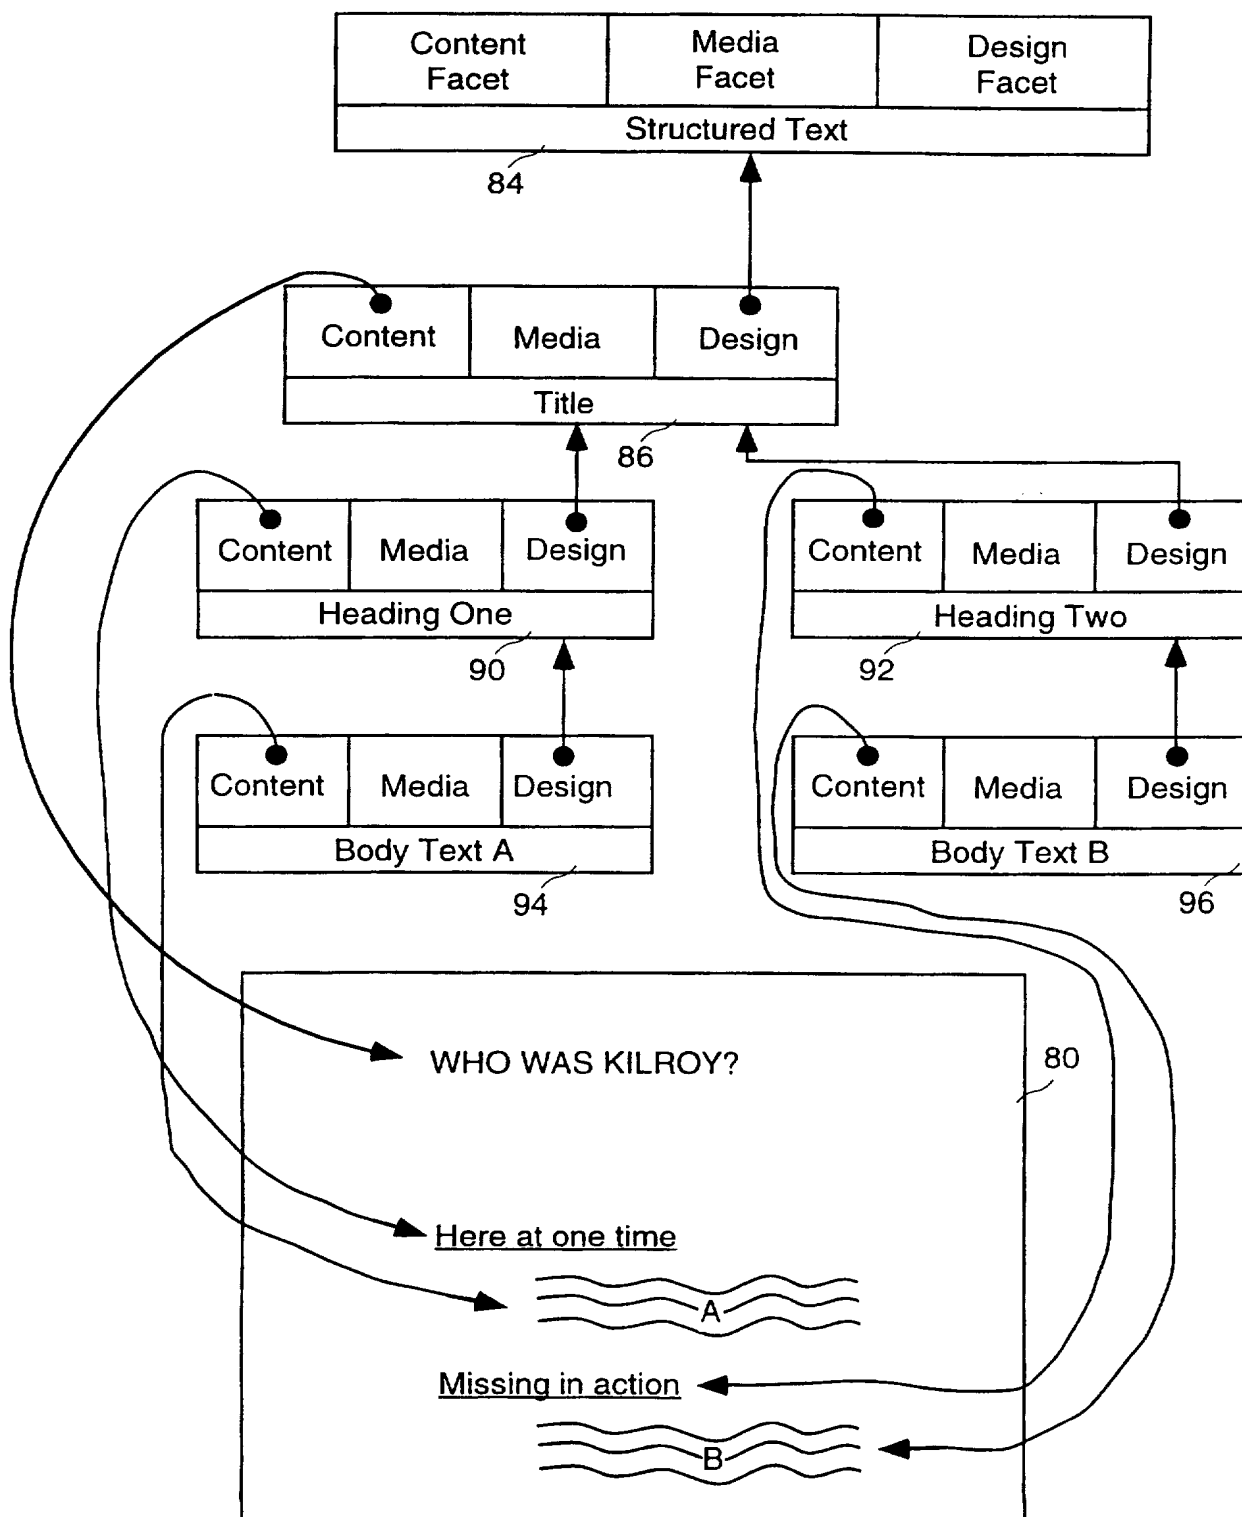 Content Facet
Media Facet
Design Facet
Structured Text
84
Content
Media
Design
Title
86
Content
Media
Design
Heading One
90
Content
Media
Design
Heading Two
92
Content
Media
Design
Body Text A
94
Content
Media
Design
Body Text B
96
WHO WAS KILROY?
80
Here at one time
A
Missing in action
B